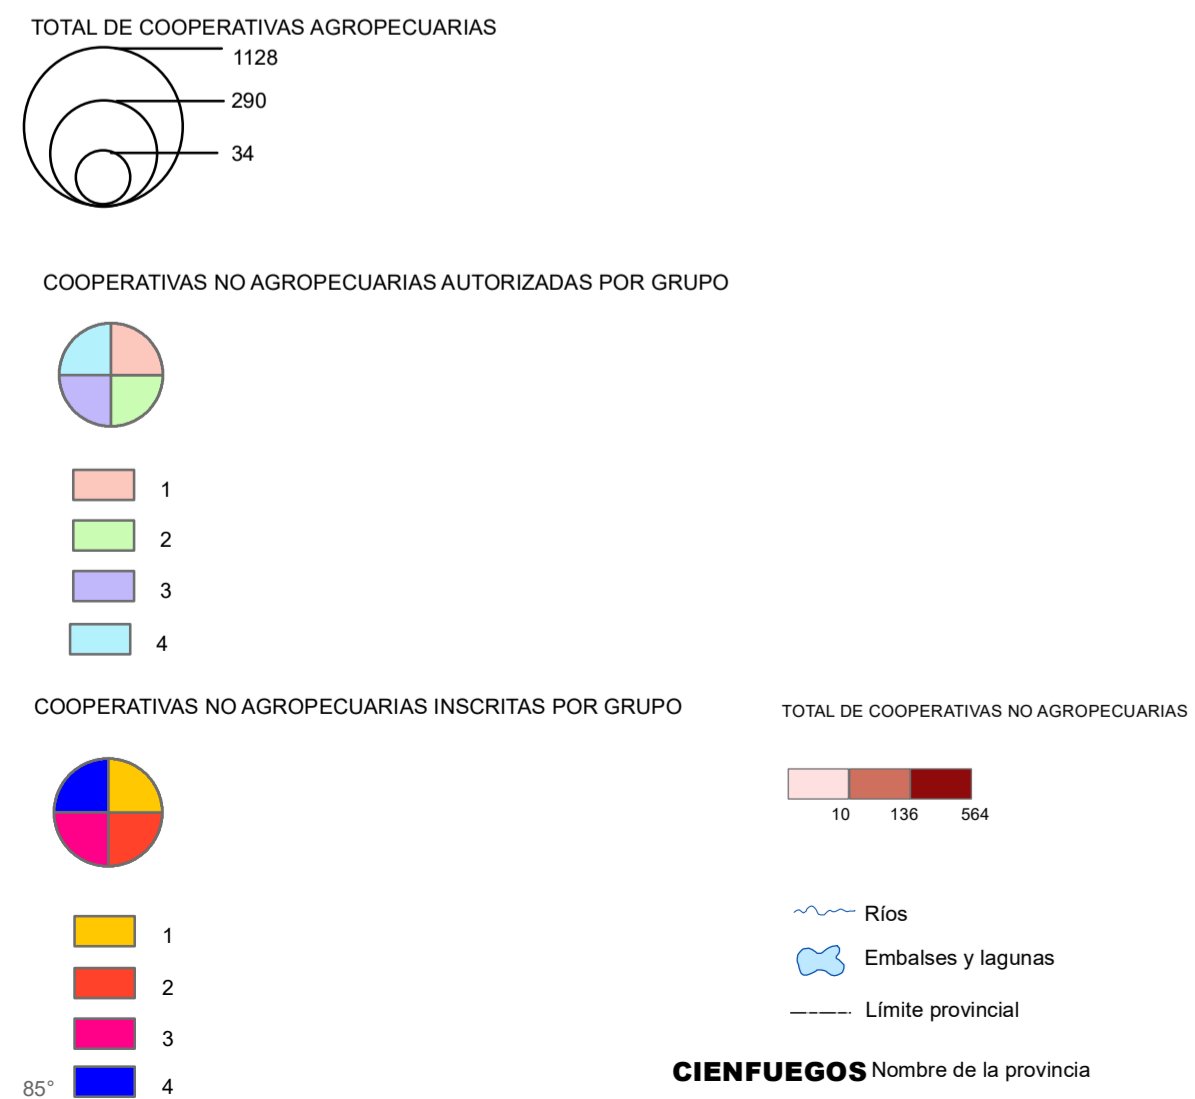 TOTAL DE COOPERATIVAS AGROPECUARIAS
1128
290
34
COOPERATIVAS NO AGROPECUARIAS AUTORIZADAS POR GRUPO
1
2
3
4
COOPERATIVAS NO AGROPECUARIAS INSCRITAS POR GRUPO
1
2
3
85°
4
TOTAL DE COOPERATIVAS NO AGROPECUARIAS
10 136 564
Ríos
Embalses y lagunas
Límite provincial
CIENFUEGOS Nombre de la provincia